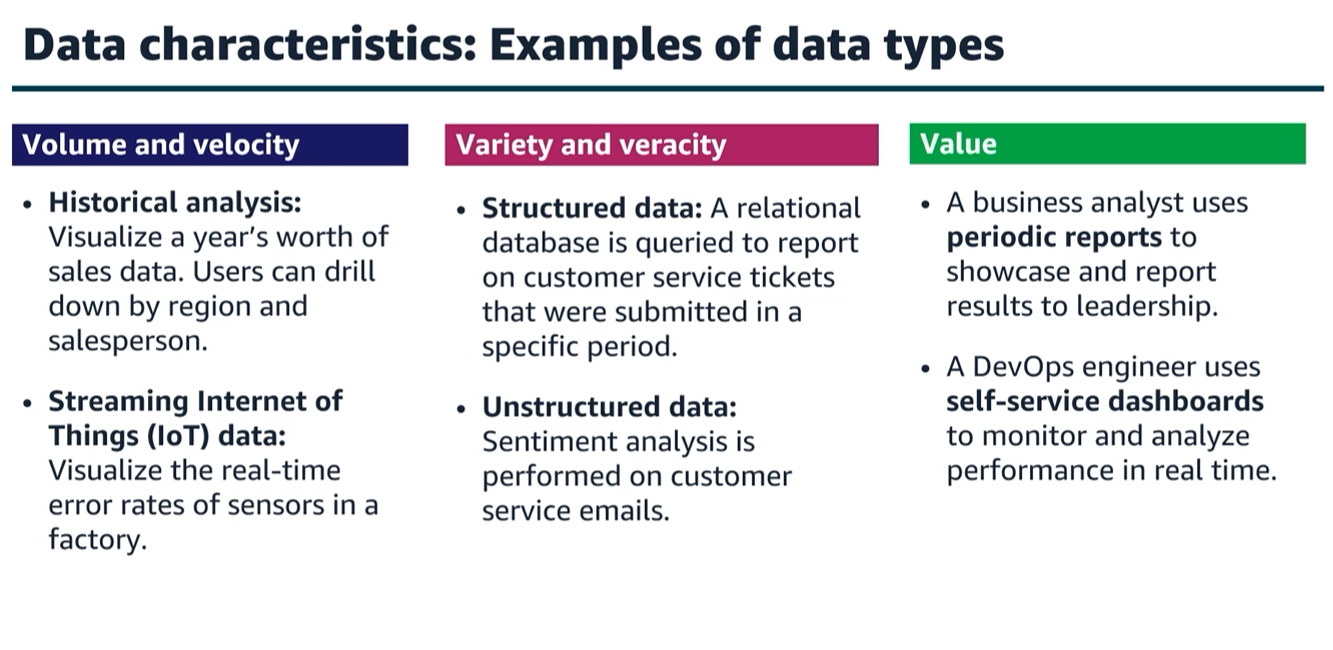 Data characteristics: Examples of data types
Volume and velocity
• Historical analysis:
Visualize a year’s worth of
sales data. Users can drill
down by region and
salesperson.
• Streaming Internet of
Things (IoT) data:
Visualize the real-time
error rates of sensors in a
factory.
Variety and veracity
• Structured data: A relational
database is queried to report
on customer service tickets
that were submitted in a
specific period.
• Unstructured data:
Sentiment analysis is
performed on customer
service emails.
Value
• A business analyst uses
periodic reports to
showcase and report
results to leadership.
• A DevOps engineer uses
self-service dashboards
to monitor and analyze
performance in real time.